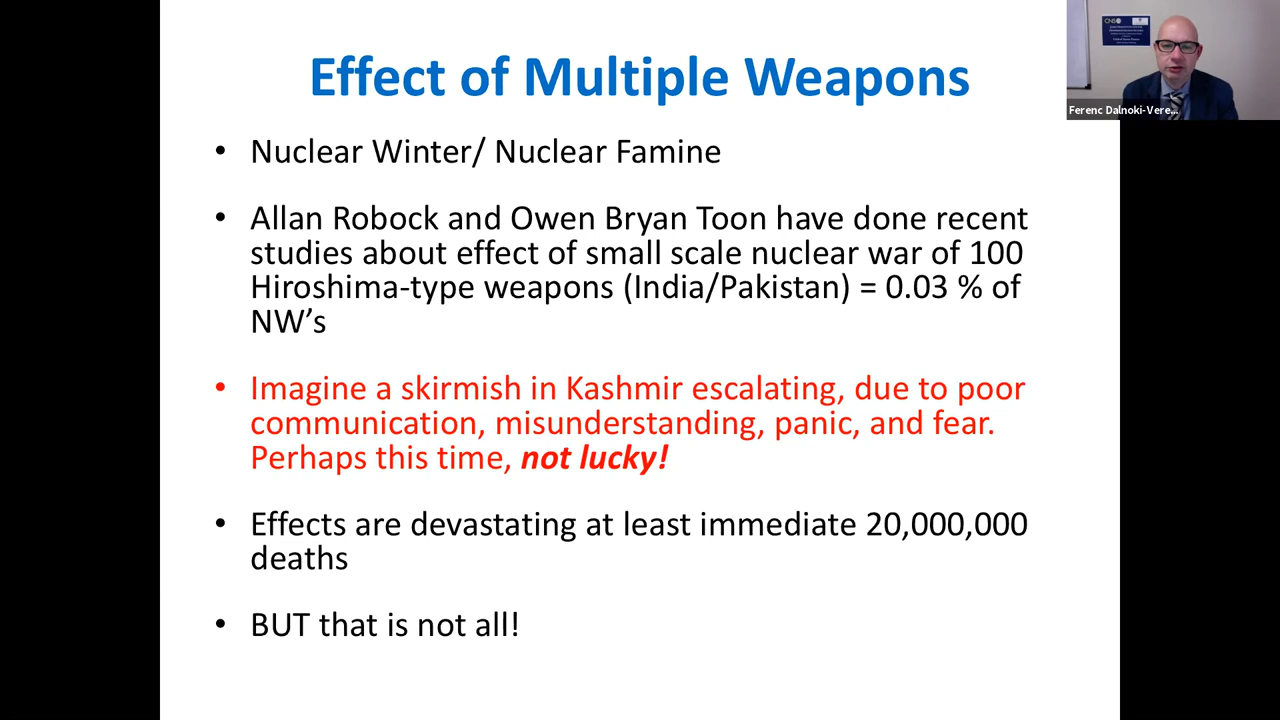 Effect of Multiple Weapons
• Nuclear Winter/ Nuclear Famine
• Allan Robock and Owen Bryan Toon have done recent
studies about effect of small scale nuclear war of 100
Hiroshima-type weapons (India/Pakistan) = 0.03 % of
NW’s
• Imagine a skirmish in Kashmir escalating, due to poor
communication, misunderstanding, panic, and fear.
Perhaps this time, not lucky!
• Effects are devastating at least immediate 20,000,000
deaths
• BUT that is not all!
CNS
Ferenc Dalnoki-Vere...